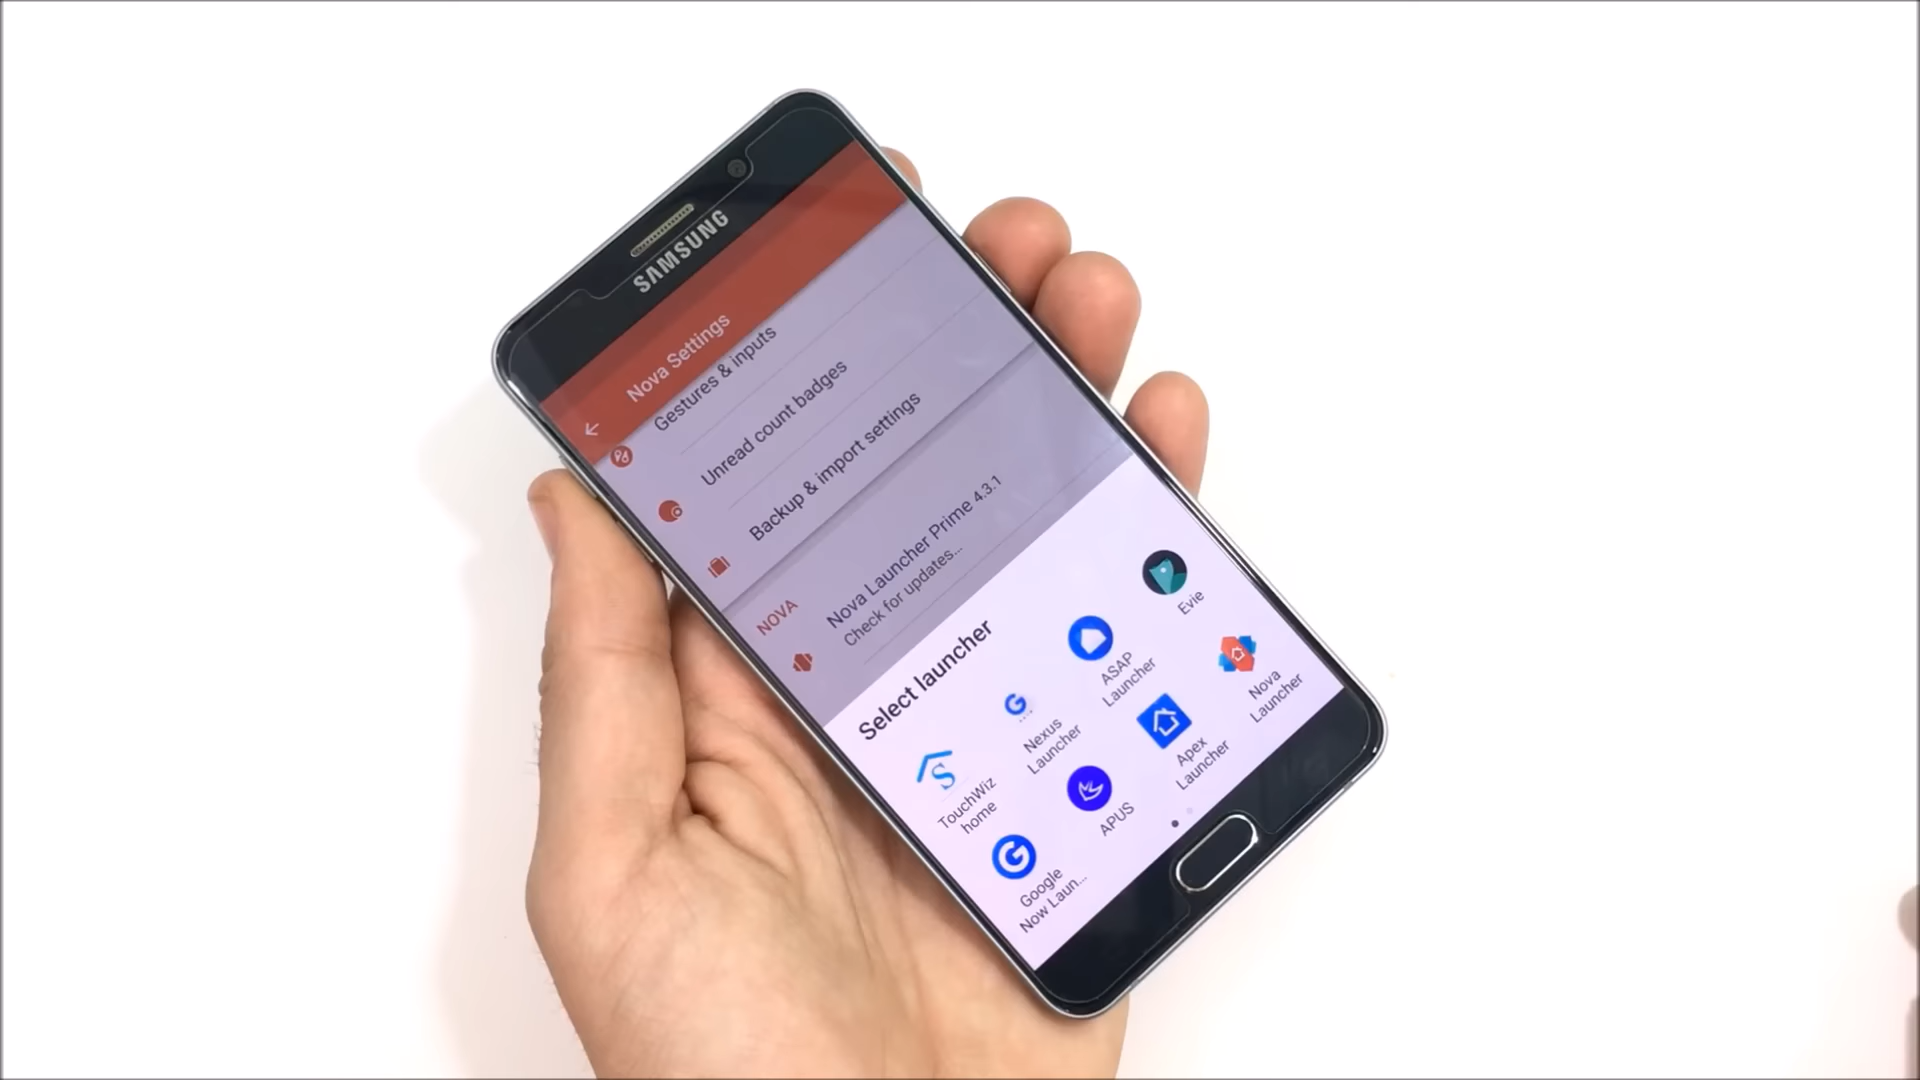 SAMSUNG
Nova Settings
Gestures & inputs
Unread count badges
Backup & import settings
NOVA
Nova Launcher Prime 4.3.1
Check for updates...
Select launcher
TouchWiz
home
Nexus
Launcher
ASAP
Launcher
Evie
Google
Now Laun...
APUS
Apex
Launcher
Nova
Launcher